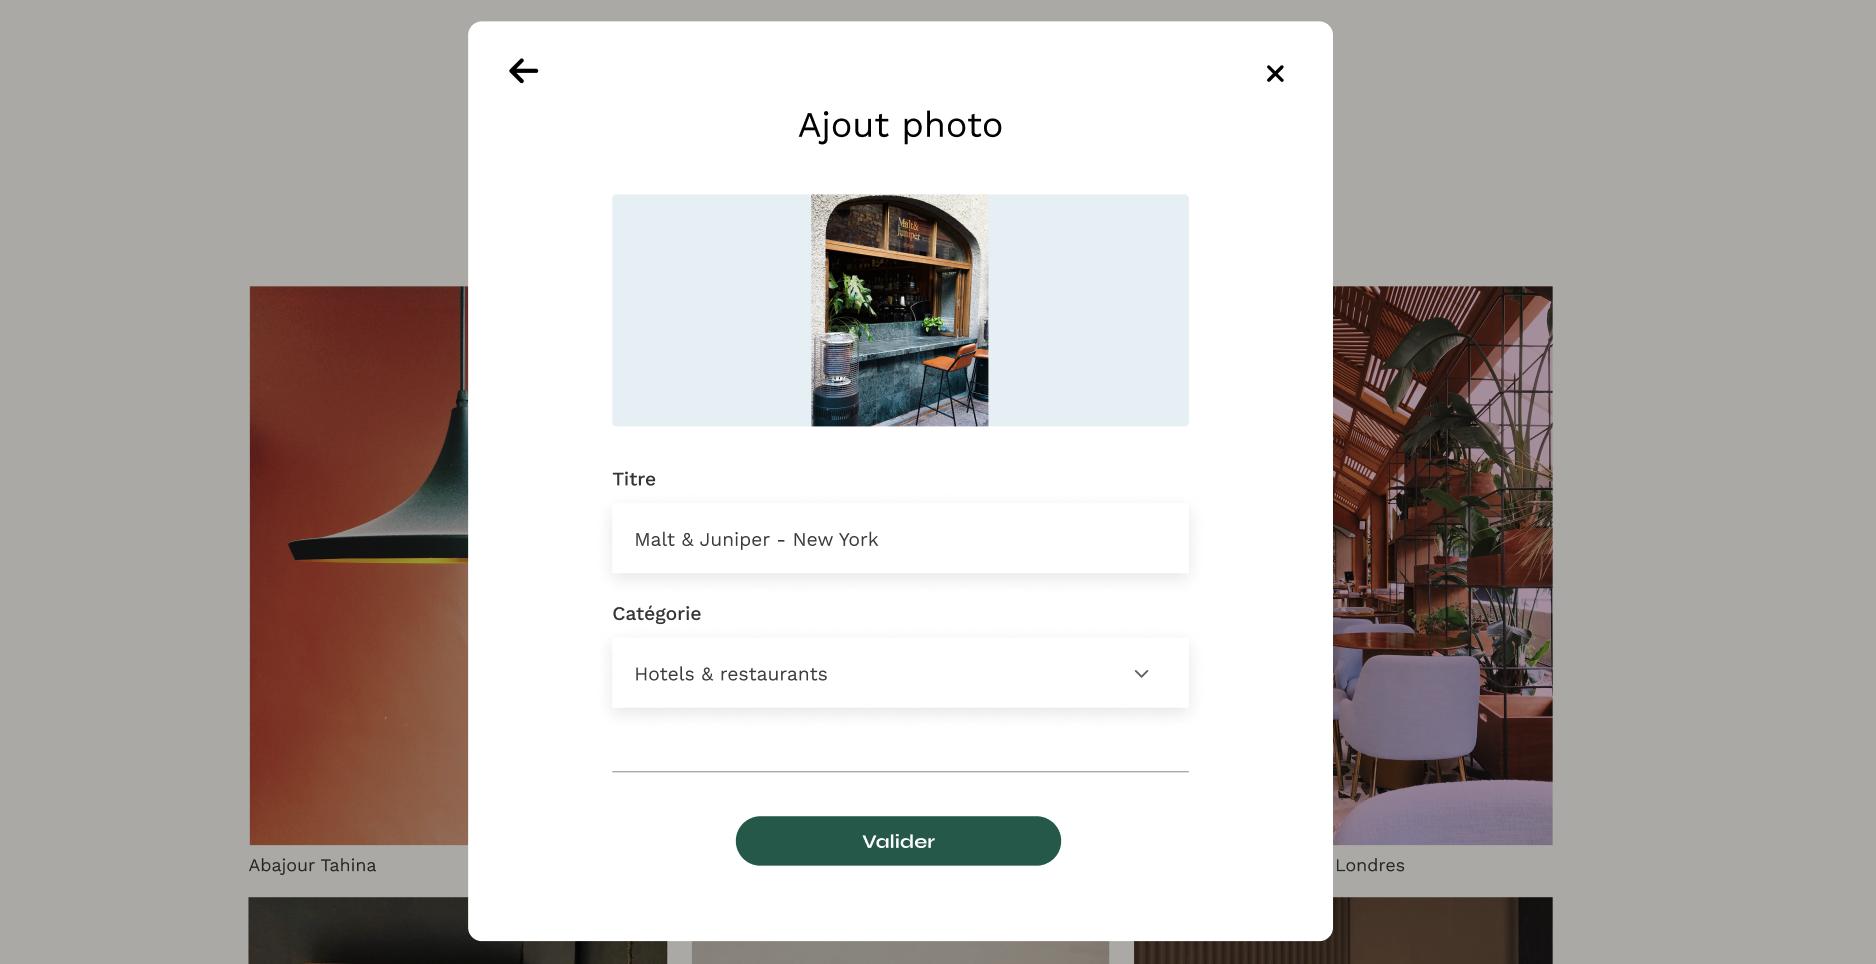 Ajout photo
Malt &
Juniper
Titre
Malt & Juniper - New York
Catégorie
Hotels & restaurants
Valider
Abajour Tahina
Londres